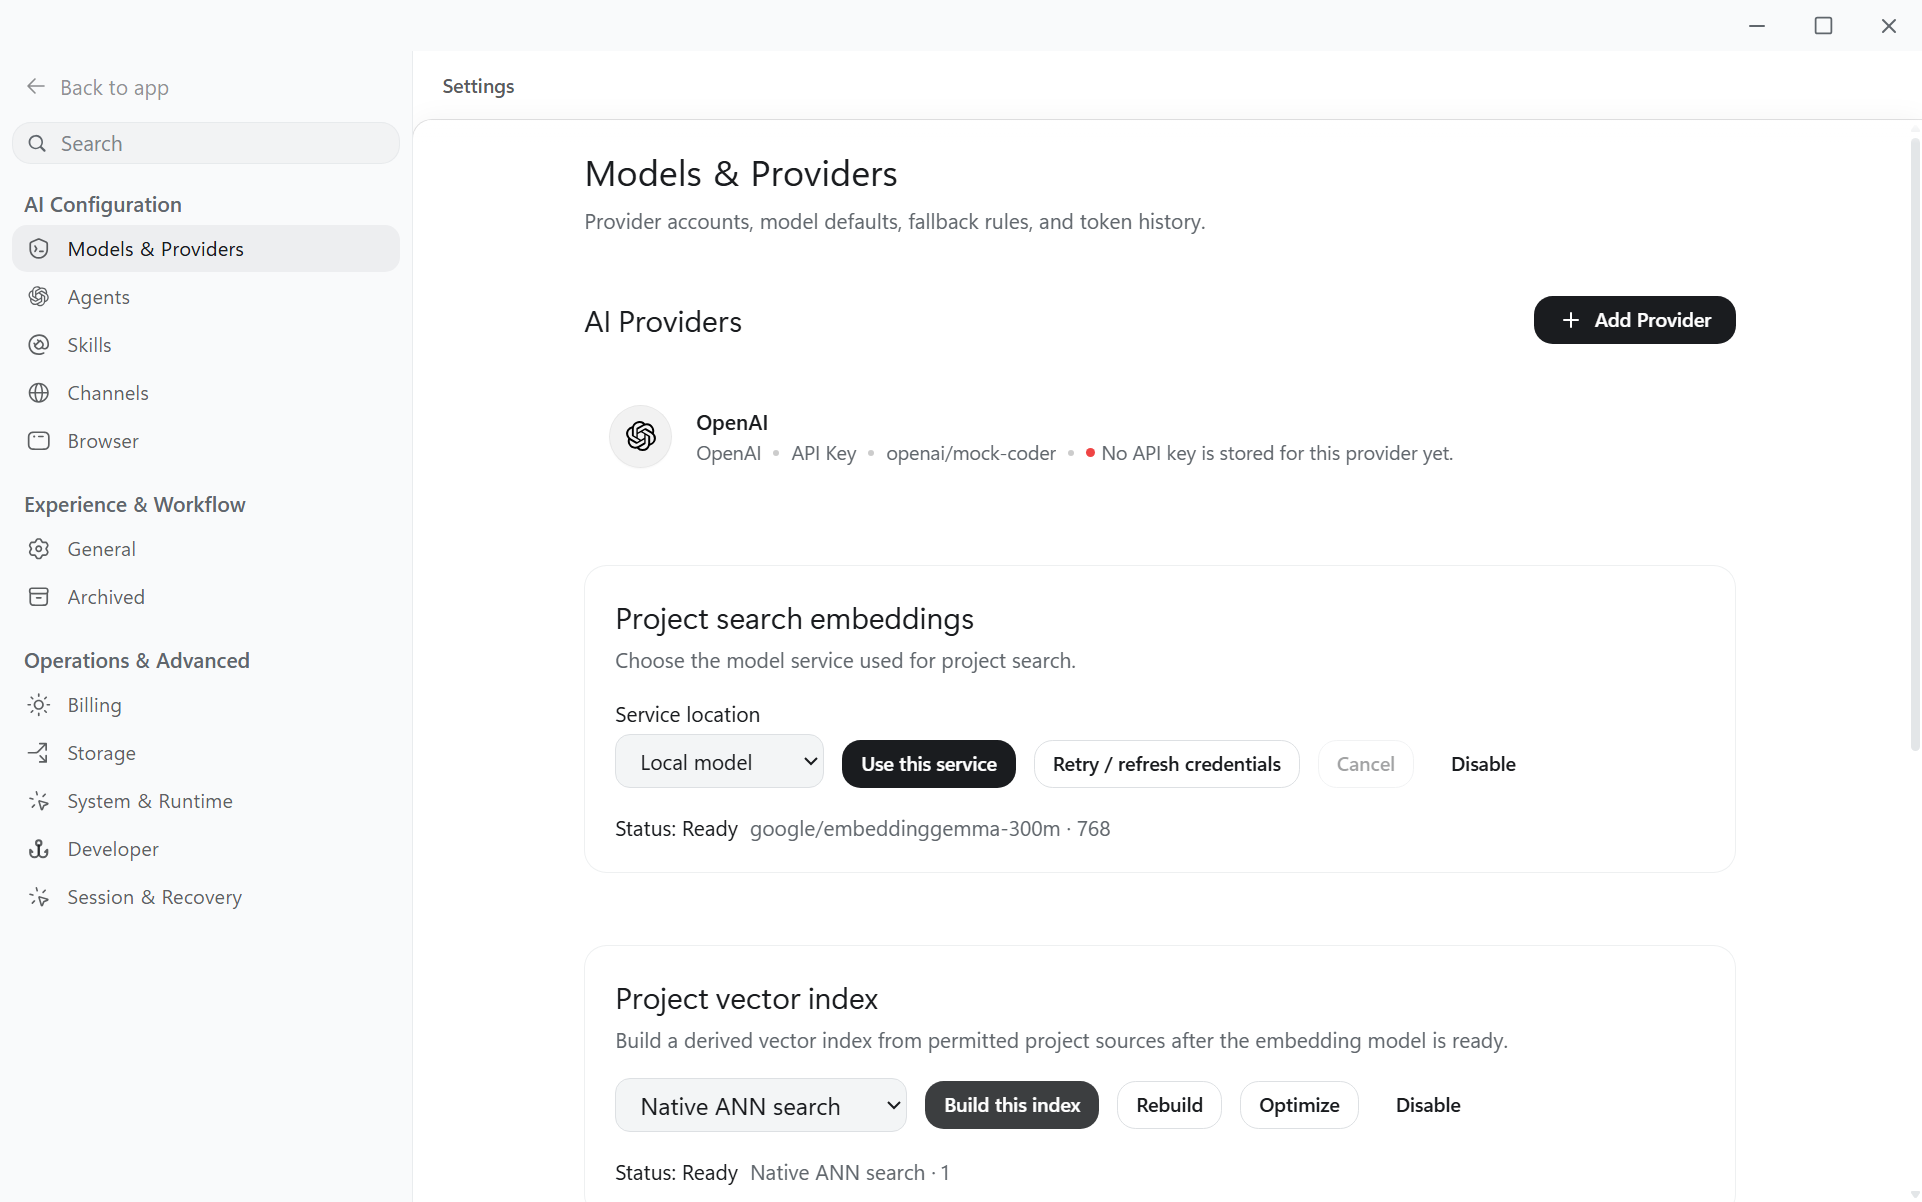 Back to app
Search
AI Configuration
Models & Providers
Agents
Skills
Channels
Browser
Experience & Workflow
General
Archived
Operations & Advanced
Billing
Storage
System & Runtime
Developer
Session & Recovery
Settings
Models & Providers
Provider accounts, model defaults, fallback rules, and token history.
AI Providers
Add Provider
OpenAI
OpenAI • API Key • openai/mock-coder • No API key is stored for this provider yet.
Project search embeddings
Choose the model service used for project search.
Service location
Local model Use this service Retry / refresh credentials Cancel Disable
Status: Ready google/embeddinggemma-300m · 768
Project vector index
Build a derived vector index from permitted project sources after the embedding model is ready.
Native ANN search Build this index Rebuild Optimize Disable
Status: Ready Native ANN search · 1